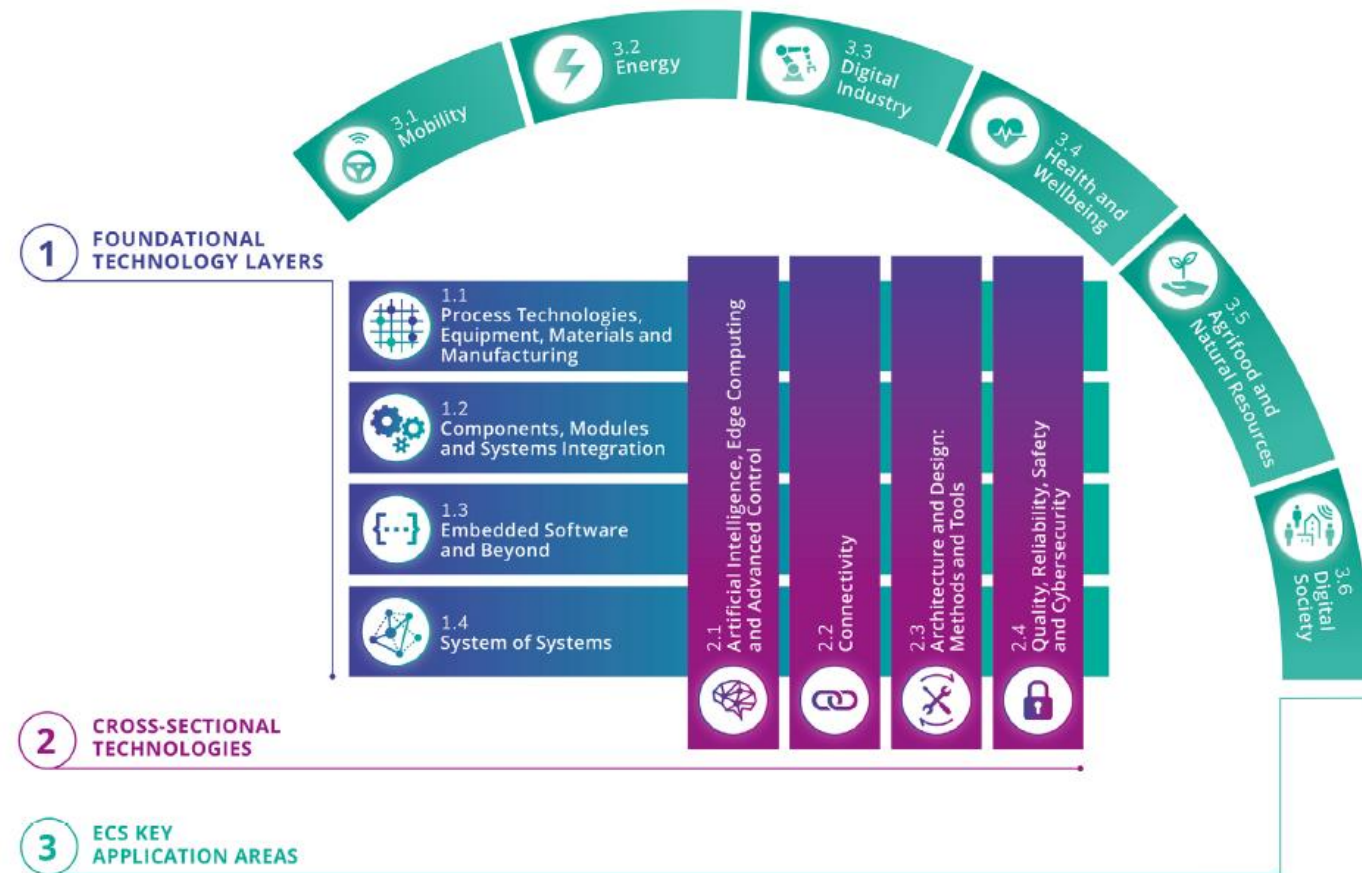 3.1
Mobility
3.2
Energy
3.3
Digital
Industry
3.4
Health and
Wellbeing
3.5
Agrifood and
Natural Resources
3.6
Digital
Society
1
FOUNDATIONAL
TECHNOLOGY LAYERS
1.1
Process Technologies,
Equipment, Materials and
Manufacturing
1.2
Components, Modules
and Systems Integration
1.3
Embedded Software
and Beyond
1.4
System of Systems
2.1
Artificial Intelligence, Edge Computing
and Advanced Control
2.2
Connectivity
2.3
Architecture and Design:
Methods and Tools
2.4
Quality, Reliability, Safety
and Cybersecurity
2
CROSS-SECTIONAL
TECHNOLOGIES
3
ECS KEY
APPLICATION AREAS